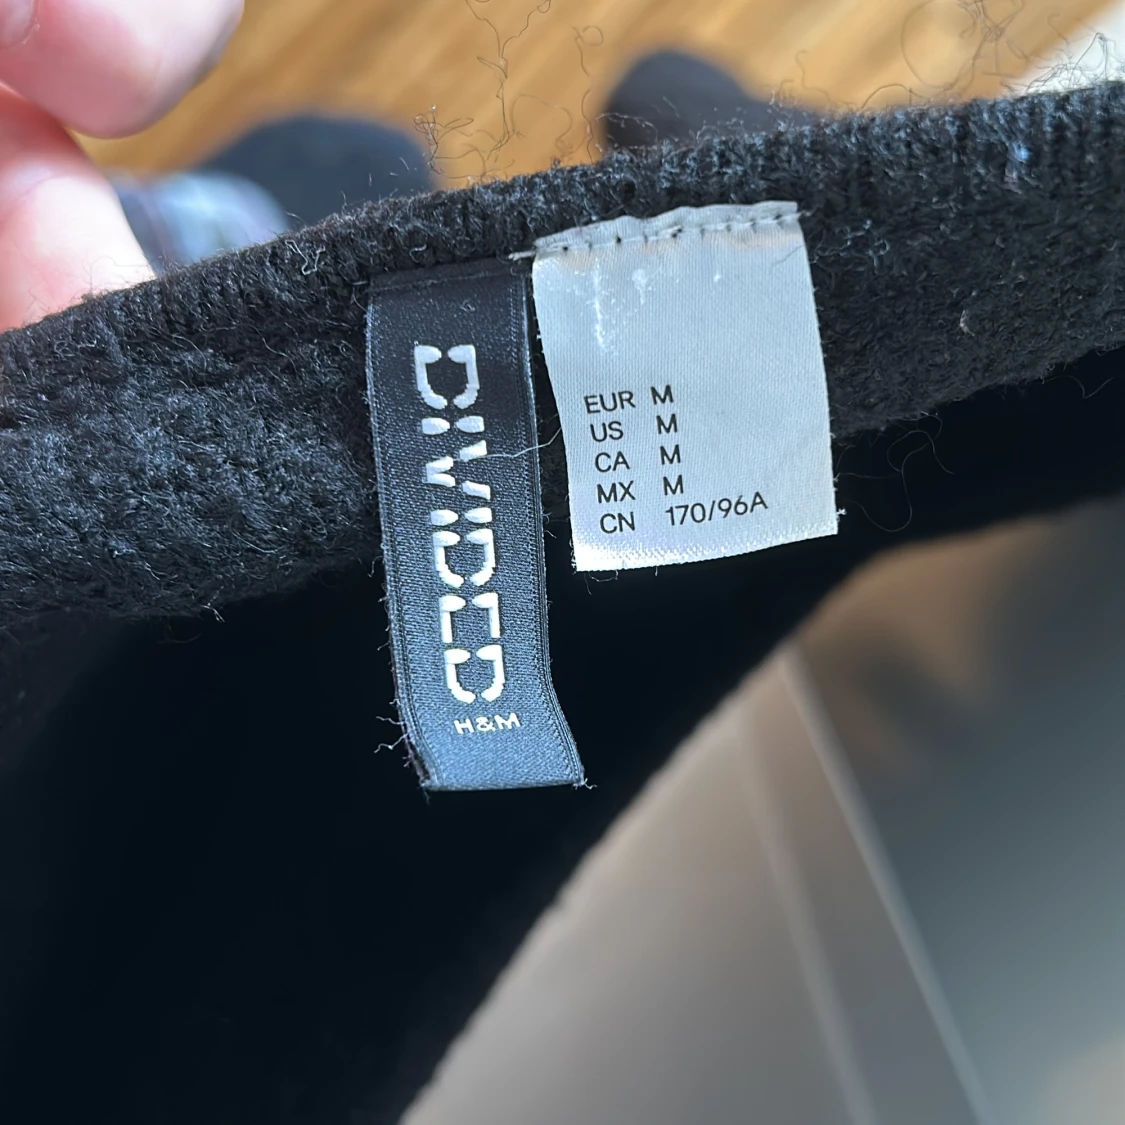 DIVIDED
H&M
EUR M
US M
CA M
MX M
CN 170/96A